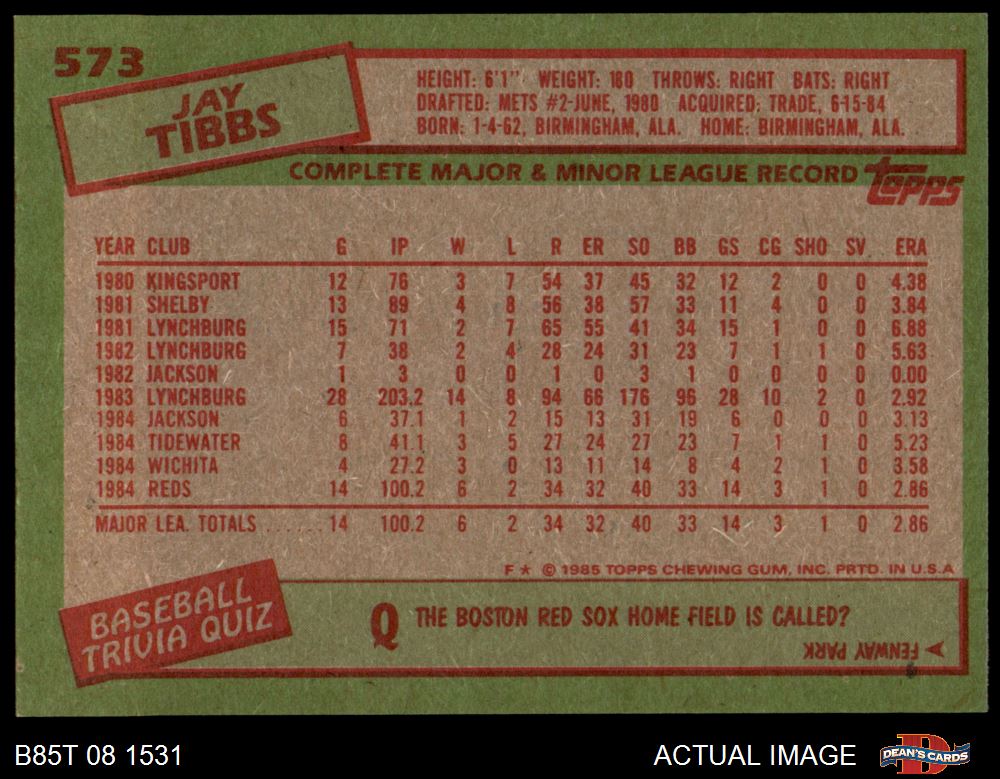 573
JAY
TIBBS
HEIGHT: 6'1" WEIGHT: 180 THROWS: RIGHT BATS: RIGHT
DRAFTED: METS #2-JUNE, 1980 ACQUIRED: TRADE, 6-15-84
BORN: 1-4-62, BIRMINGHAM, ALA. HOME: BIRMINGHAM, ALA.
COMPLETE MAJOR & MINOR LEAGUE RECORD topps
YEAR CLUB G IP W L R ER SO BB GS CG SHO SV. ERA
1980 KINGSPORT 12 76 3 7 54 37 45 32 12 2 0 0 4.38
1981 SHELBY 13 89 4 8 56 38 57 33 11 4 0 0 3.84
1981 LYNCHBURG 15 71 2 7 65 55 41 34 15 1 0 0 6.88
1982 LYNCHBURG 7 38 2 4 28 24 31 23 7 1 1 0 5.63
1982 JACKSON 1 3 0 0 1 0 3 1 0 0 0 0 0.00
1983 LYNCHBURG 28 203.2 14 8 94 66 176 96 28 10 2 0 2.92
1984 JACKSON 6 37.1 1 2 15 13 31 19 6 0 0 0 3.13
1984 TIDEWATER 8 41.1 3 5 27 24 27 23 7 1 1 0 5.23
1984 WICHITA 4 27.2 3 0 13 11 14 8 4 2 1 0 3.58
1984 REDS 14 100.2 6 2 34 32 40 33 14 3 1 0 2.86
MAJOR LEA. TOTALS ...... 14 100.2 6 2 34 32 40 33 14 3 1 0 2.86
F★ © 1985 TOPPS CHEWING GUM, INC. PRTD. IN U.S.A
BASEBALL
TRIVIA QUIZ
Q THE BOSTON RED SOX HOME FIELD IS CALLED?
FENWAY PARK
B85T 08 1531
ACTUAL IMAGE
D
DEAN'S CARDS